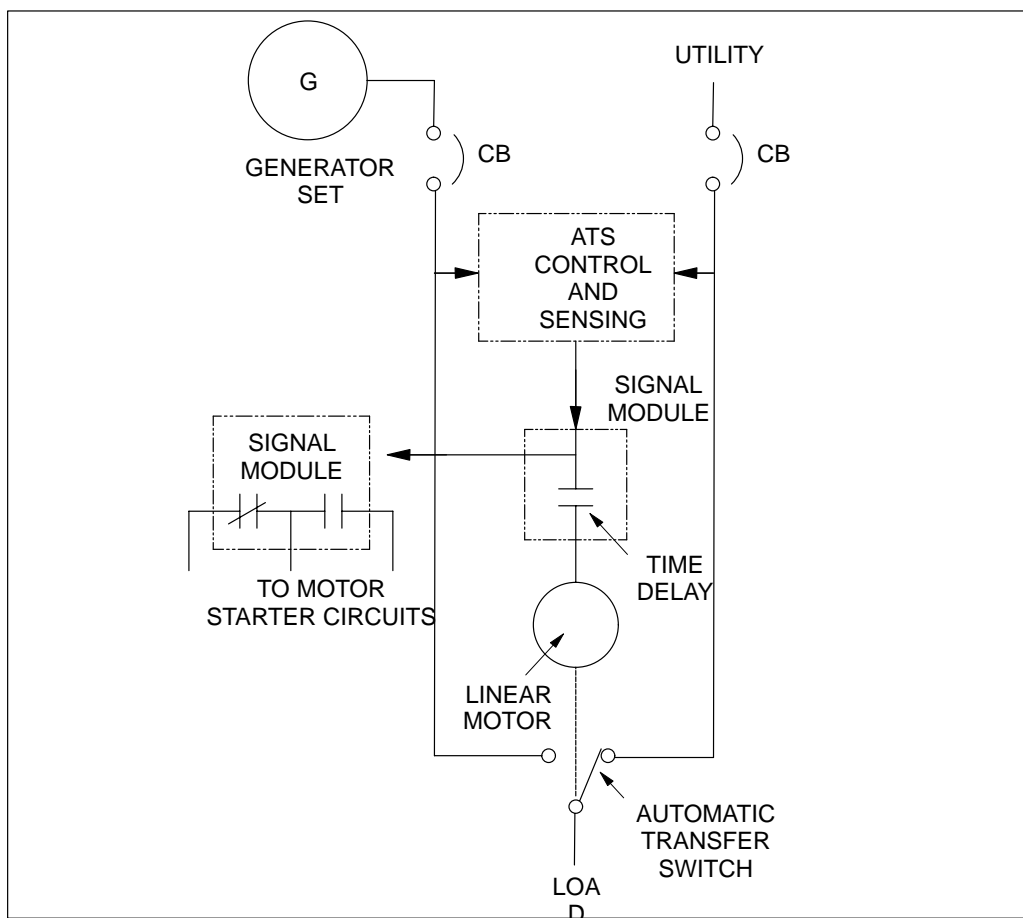 G
GENERATOR
SET
CB
UTILITY
CB
ATS
CONTROL
AND
SENSING
SIGNAL
MODULE
SIGNAL
MODULE
TIME
DELAY
TO MOTOR
STARTER CIRCUITS
LINEAR
MOTOR
AUTOMATIC
TRANSFER
SWITCH
LOA
D